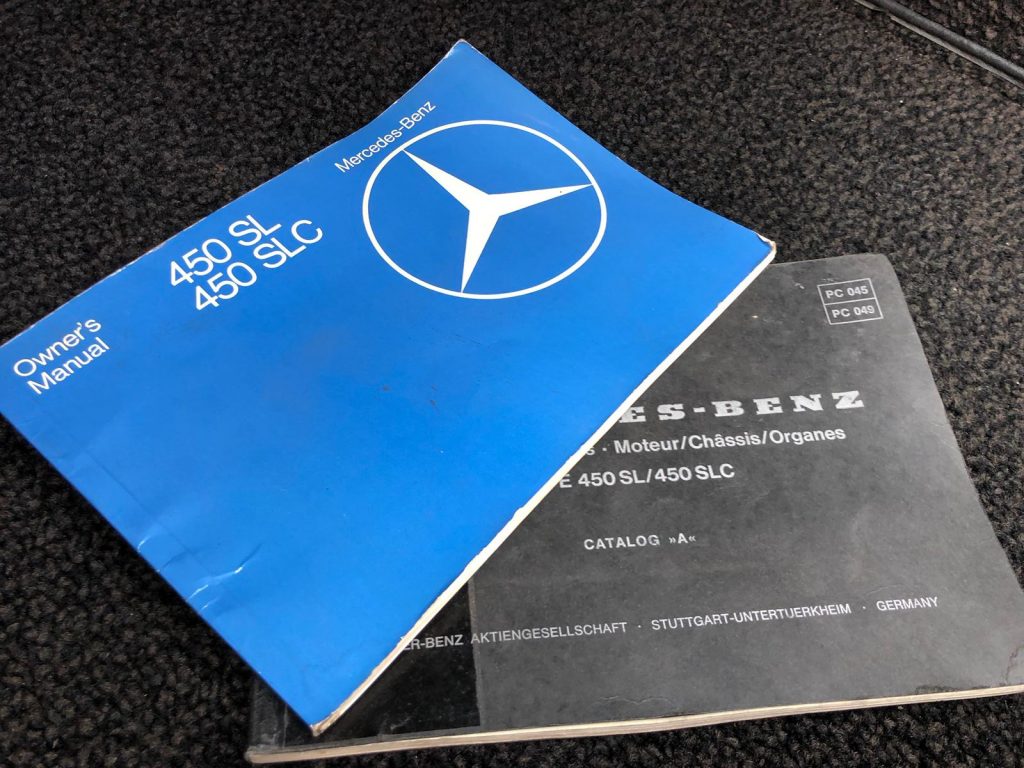 Mercedes-Benz
450 SL
450 SLC
Owner's
Manual
PC 045
PC 049
ES-BENZ
· Moteur/Châssis/Organes
E 450 SL/450 SLC
CATALOG »A«
ER-BENZ AKTIENGESELLSCHAFT · STUTTGART-UNTERTUERKHEIM · GERMANY